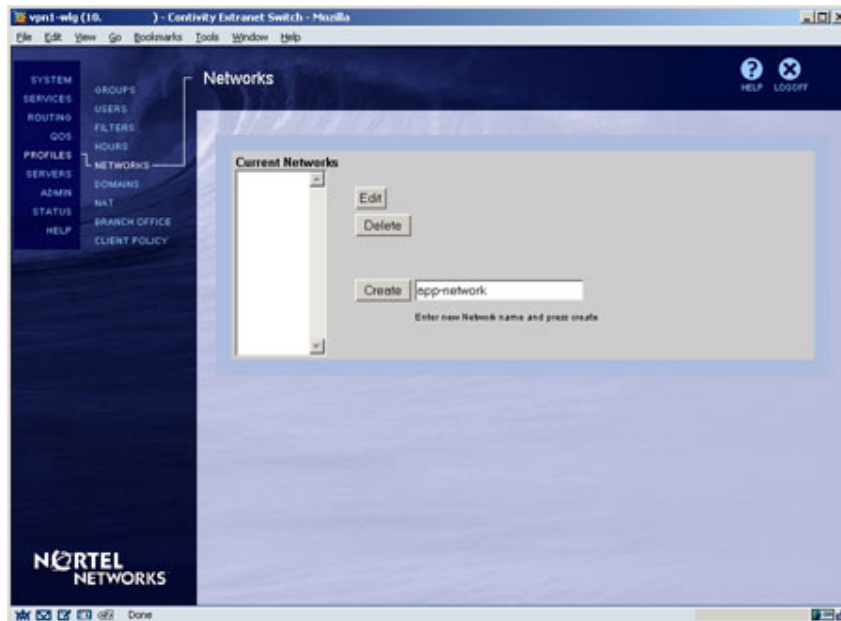 vpn1-wlg (10.        ) - Contivity Extranet Switch - Mozilla
File Edit View Go Bookmarks Tools Window Help
Networks
HELP
LOGOFF
SYSTEM
SERVICES
ROUTING
QOS
PROFILES
SERVERS
ADMIN
STATUS
HELP
GROUPS
USERS
FILTERS
HOURS
NETWORKS
DOMAINS
NAT
BRANCH OFFICE
CLIENT POLICY
Current Networks
Edit
Delete
Create app-network
Enter new Network name and press create
NORTEL
NETWORKS
Done